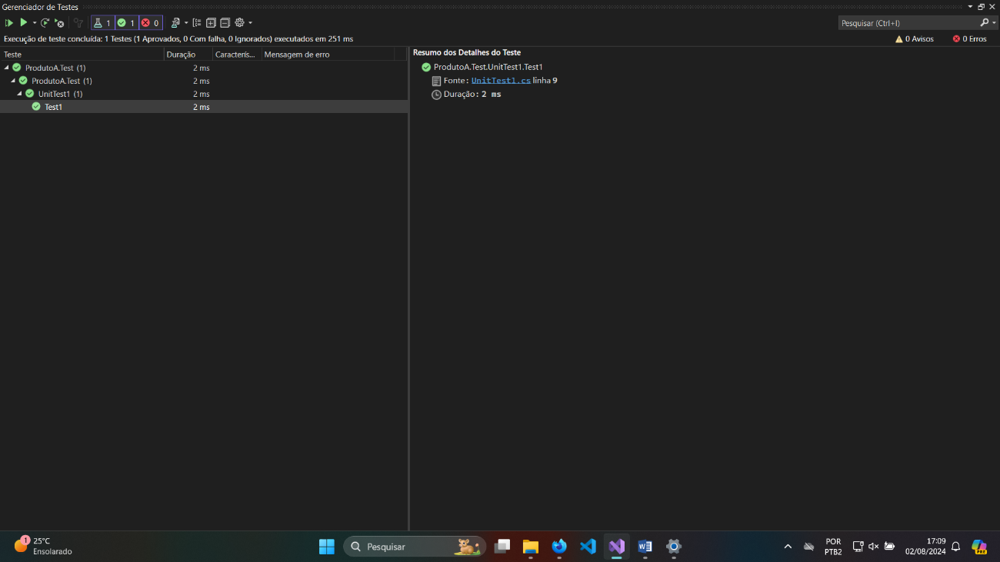 Gerenciador de Testes
1 1 0
Pesquisar (Ctrl+I)
Execução de teste concluída: 1 Testes (1 Aprovados, 0 Com falha, 0 Ignorados) executados em 251 ms
0 Avisos 0 Erros
Teste Duração Caracterís... Mensagem de erro
ProdutoA.Test (1) 2 ms
ProdutoA.Test (1) 2 ms
UnitTest1 (1) 2 ms
Test1 2 ms
Resumo dos Detalhes do Teste
ProdutoA.Test.UnitTest1.Test1
Fonte: UnitTest1.cs linha 9
Duração: 2 ms
1
25°C
Ensolarado
Pesquisar
POR
PTB2
17:09
02/08/2024
PRE